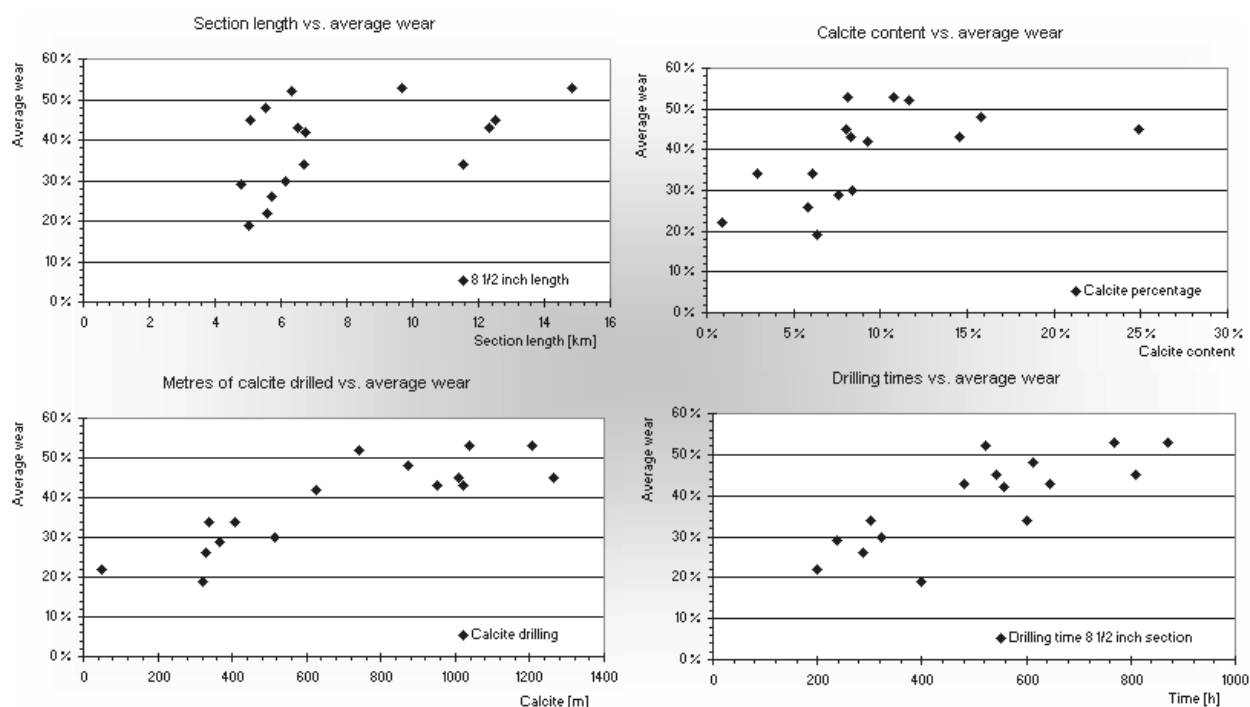 Section length vs. average wear
Average wear
60 %
50 %
40 %
30 %
20 %
10 %
0 %
◆ 8 1/2 inch length
0 2 4 6 8 10 12 14 16
Section length [km]
Calcite content vs. average wear
Average wear
60 %
50 %
40 %
30 %
20 %
10 %
0 %
◆ Calcite percentage
0 % 5 % 10 % 15 % 20 % 25 % 30 %
Calcite content
Metres of calcite drilled vs. average wear
Average wear
60 %
50 %
40 %
30 %
20 %
10 %
0 %
◆ Calcite drilling
0 200 400 600 800 1000 1200 1400
Calcite [m]
Drilling times vs. average wear
Average wear
60 %
50 %
40 %
30 %
20 %
10 %
0 %
◆ Drilling time 8 1/2 inch section
0 200 400 600 800 1000
Time [h]